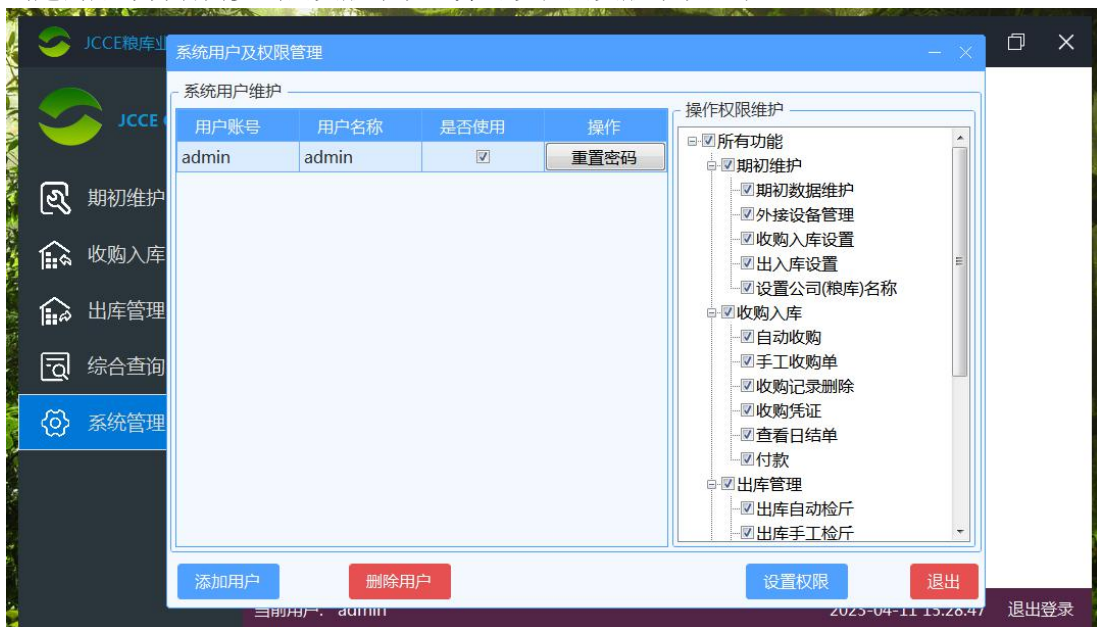 JCCE粮库业
系统用户及权限管理
JCCE
期初维护
收购入库
出库管理
综合查询
系统管理
系统用户维护
用户账号 用户名称 是否使用 操作
admin admin 重置密码
操作权限维护
所有功能
期初维护
期初数据维护
外接设备管理
收购入库设置
出入库设置
设置公司(粮库)名称
收购入库
自动收购
手工收购单
收购记录删除
收购凭证
查看日结单
付款
出库管理
出库自动检斤
出库手工检斤
添加用户 删除用户 设置权限 退出
当前用户: admin 2023-04-11 15:28:47 退出登录